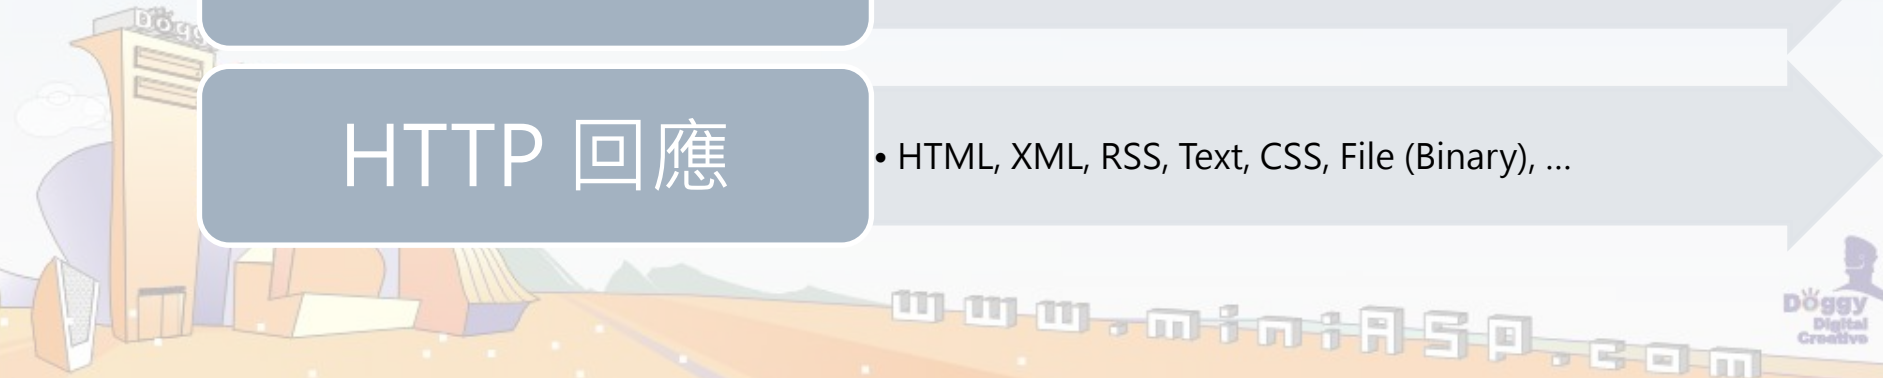 HTTP 回應
• HTML, XML, RSS, Text, CSS, File (Binary), ...
www.miniASP.com
Doggy
Digital
Creative